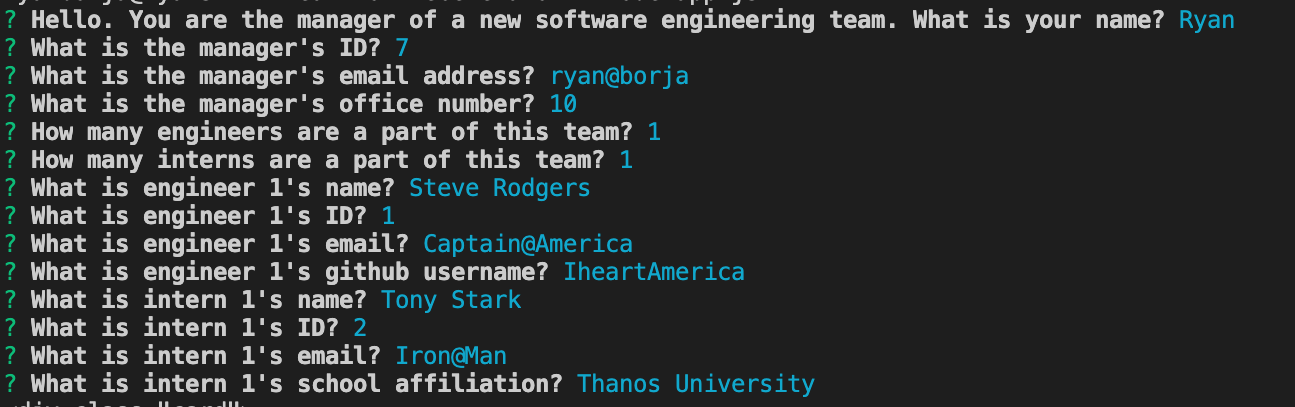 ? Hello. You are the manager of a new software engineering team. What is your name? Ryan
? What is the manager's ID? 7
? What is the manager's email address? ryan@borja
? What is the manager's office number? 10
? How many engineers are a part of this team? 1
? How many interns are a part of this team? 1
? What is engineer 1's name? Steve Rodgers
? What is engineer 1's ID? 1
? What is engineer 1's email? Captain@America
? What is engineer 1's github username? IheartAmerica
? What is intern 1's name? Tony Stark
? What is intern 1's ID? 2
? What is intern 1's email? Iron@Man
? What is intern 1's school affiliation? Thanos University